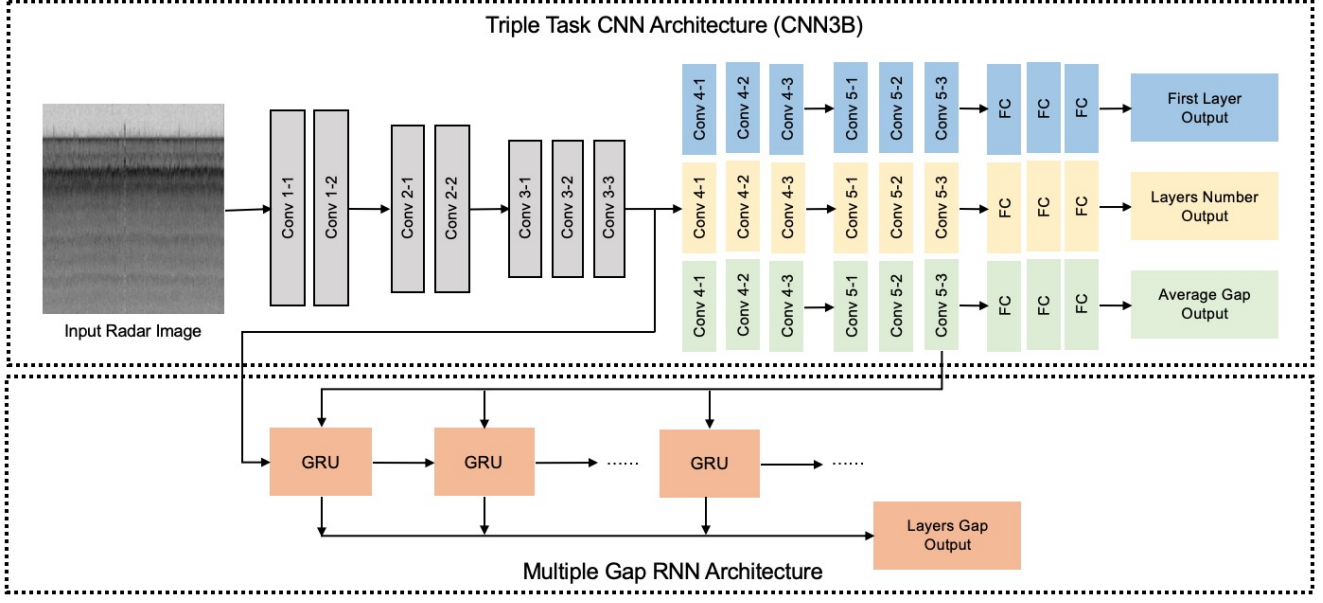 Triple Task CNN Architecture (CNN3B)
Input Radar Image
Conv 1-1
Conv 1-2
Conv 2-1
Conv 2-2
Conv 3-1
Conv 3-2
Conv 3-3
Conv 4-1
Conv 4-2
Conv 4-3
Conv 5-1
Conv 5-2
Conv 5-3
FC
FC
FC
First Layer
Output
Conv 4-1
Conv 4-2
Conv 4-3
Conv 5-1
Conv 5-2
Conv 5-3
FC
FC
FC
Layers Number
Output
Conv 4-1
Conv 4-2
Conv 4-3
Conv 5-1
Conv 5-2
Conv 5-3
FC
FC
FC
Average Gap
Output
GRU
GRU
......
GRU
......
Layers Gap
Output
Multiple Gap RNN Architecture